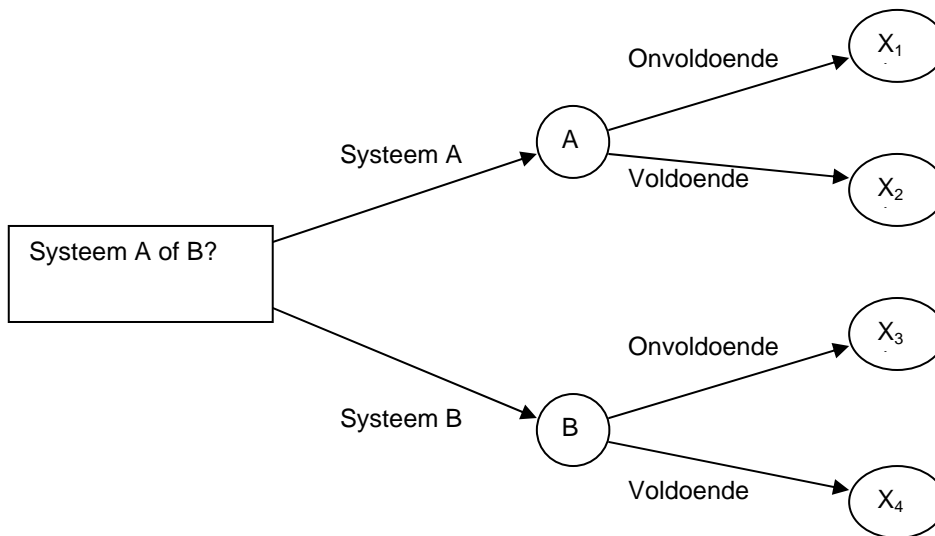 Onvoldoende
X₁
Systeem A
A
Voldoende
X₂
Systeem A of B?
Onvoldoende
X₃
Systeem B
B
Voldoende
X₄